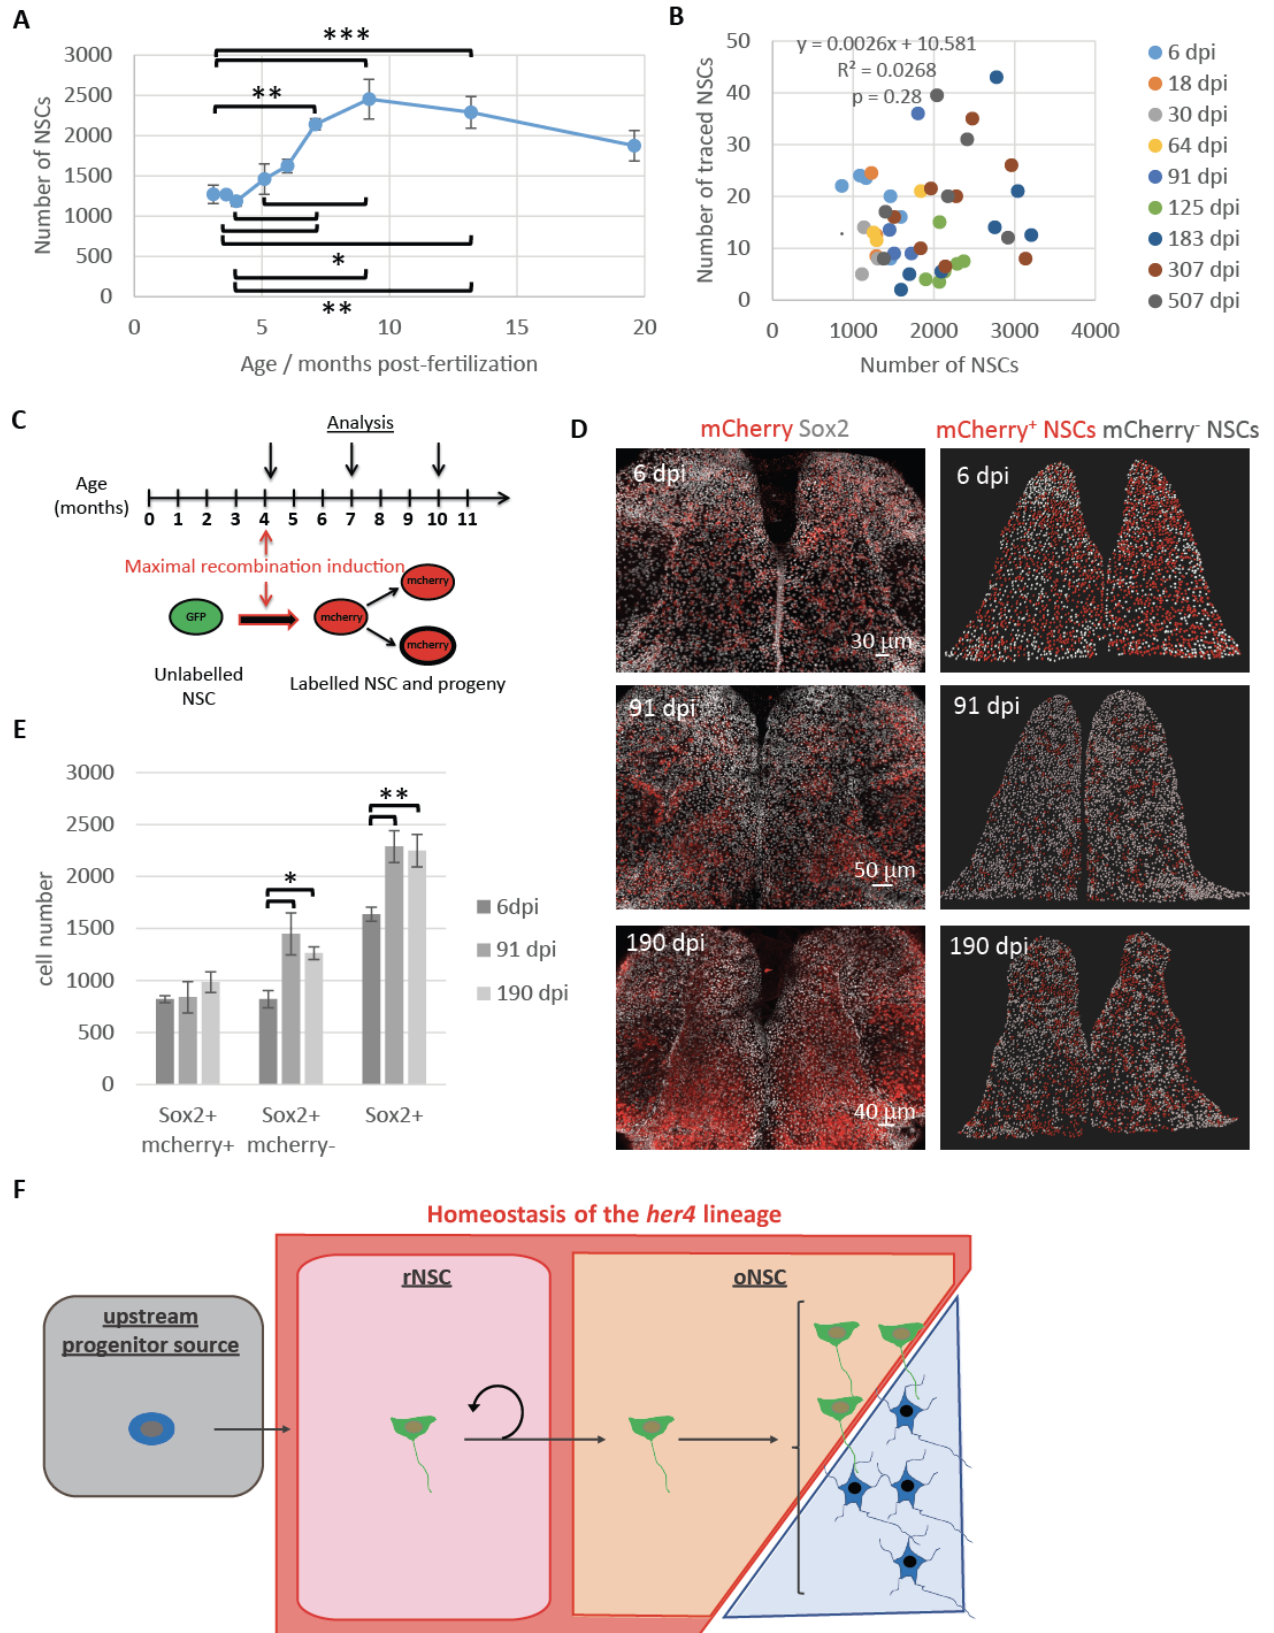 A
***
3000
2500
**
2000
1500
1000
500
*
0
**
0 5 10 15 20
Number of NSCs
Age / months post-fertilization
B
50
y = 0.0026x + 10.581
R² = 0.0268
p = 0.28
40
30
20
10
0
0 1000 2000 3000 4000
Number of traced NSCs
Number of NSCs
6 dpi
18 dpi
30 dpi
64 dpi
91 dpi
125 dpi
183 dpi
307 dpi
507 dpi
C
Analysis
Age
(months)
0 1 2 3 4 5 6 7 8 9 10 11
Maximal recombination induction
GFP
mcherry
mcherry
mcherry
Unlabelled
NSC
Labelled NSC and progeny
D
mCherry Sox2
mCherry⁺ NSCs mCherry⁻ NSCs
6 dpi
30 µm
6 dpi
91 dpi
50 µm
91 dpi
190 dpi
40 µm
190 dpi
E
3000
2500
2000
1500
1000
500
0
cell number
*
**
Sox2+
mcherry+
Sox2+
mcherry-
Sox2+
6dpi
91 dpi
190 dpi
F
Homeostasis of the her4 lineage
upstream
progenitor source
rNSC
oNSC